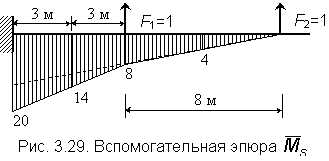 3 м 3 м F₁=1 F₂=1
8 4
14
20
8 м
Рис. 3.29. Вспомогательная эпюра M̅ₛ